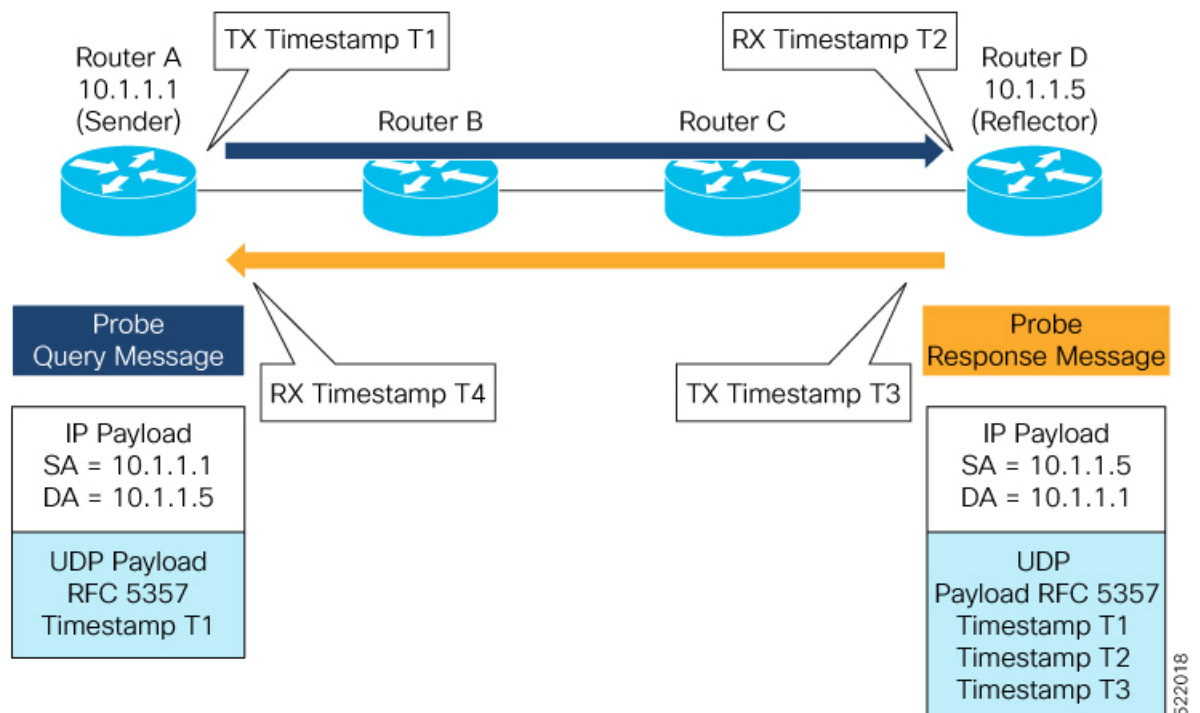 TX Timestamp T1
RX Timestamp T2
Router A
10.1.1.1
(Sender)
Router B
Router C
Router D
10.1.1.5
(Reflector)
Probe
Query Message
RX Timestamp T4
TX Timestamp T3
Probe
Response Message
IP Payload
SA = 10.1.1.1
DA = 10.1.1.5
UDP Payload
RFC 5357
Timestamp T1
IP Payload
SA = 10.1.1.5
DA = 10.1.1.1
UDP
Payload RFC 5357
Timestamp T1
Timestamp T2
Timestamp T3
522018